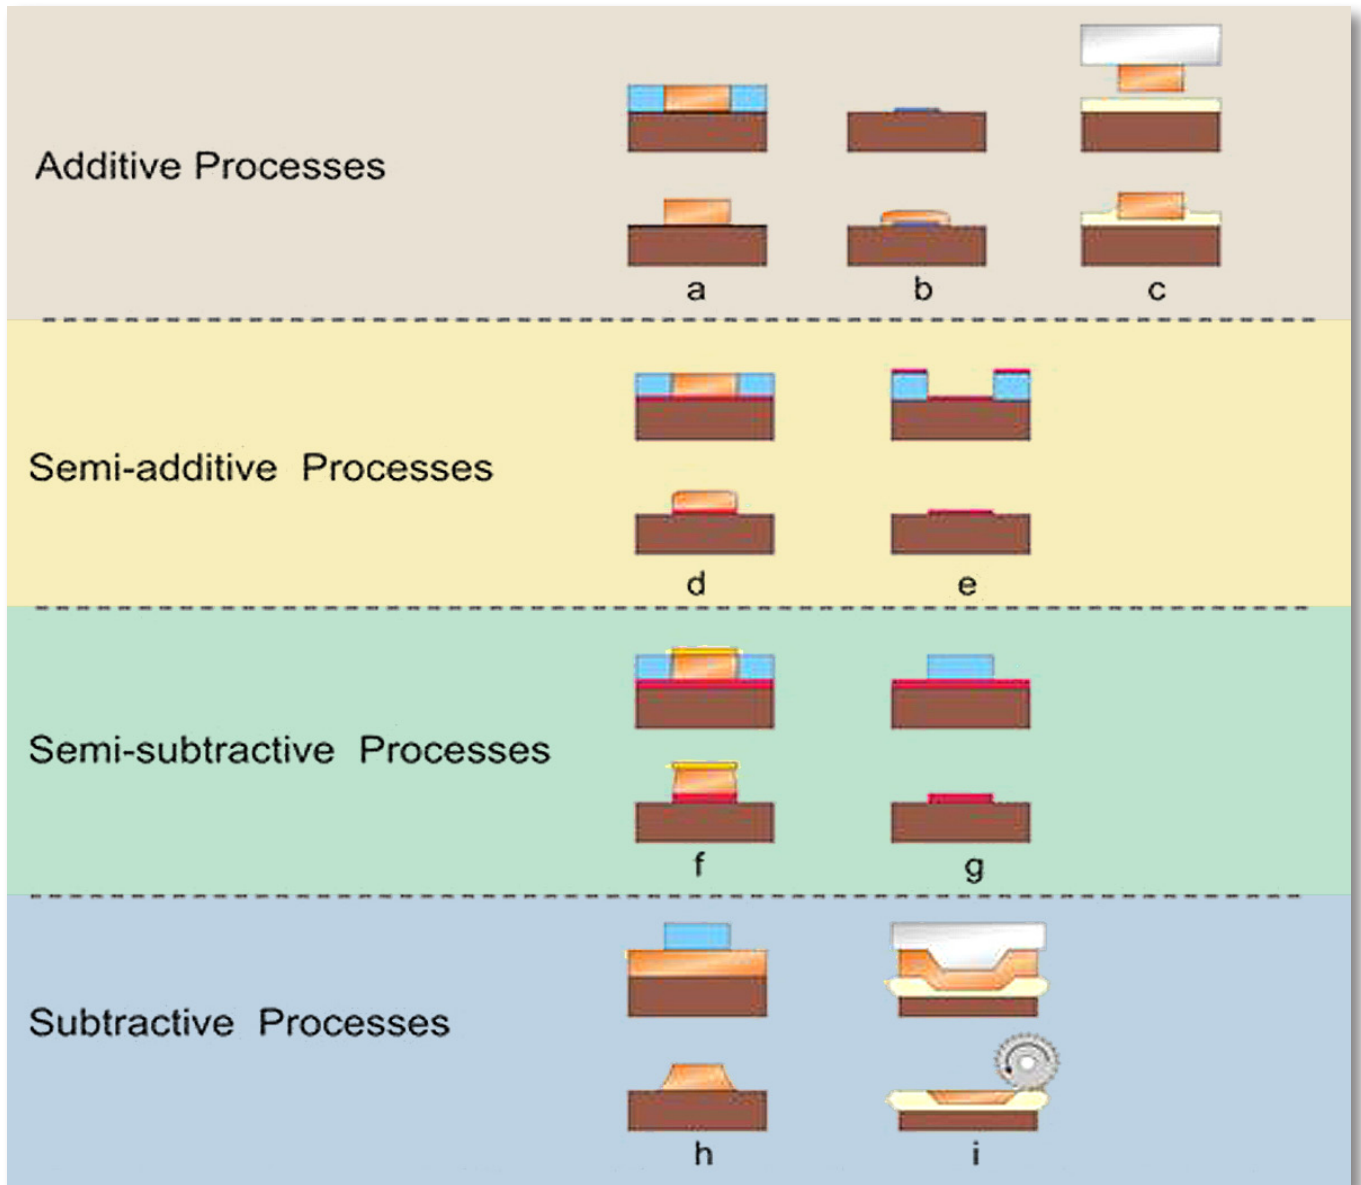 Additive Processes
a b c
Semi-additive Processes
d e
Semi-subtractive Processes
f g
Subtractive Processes
h i